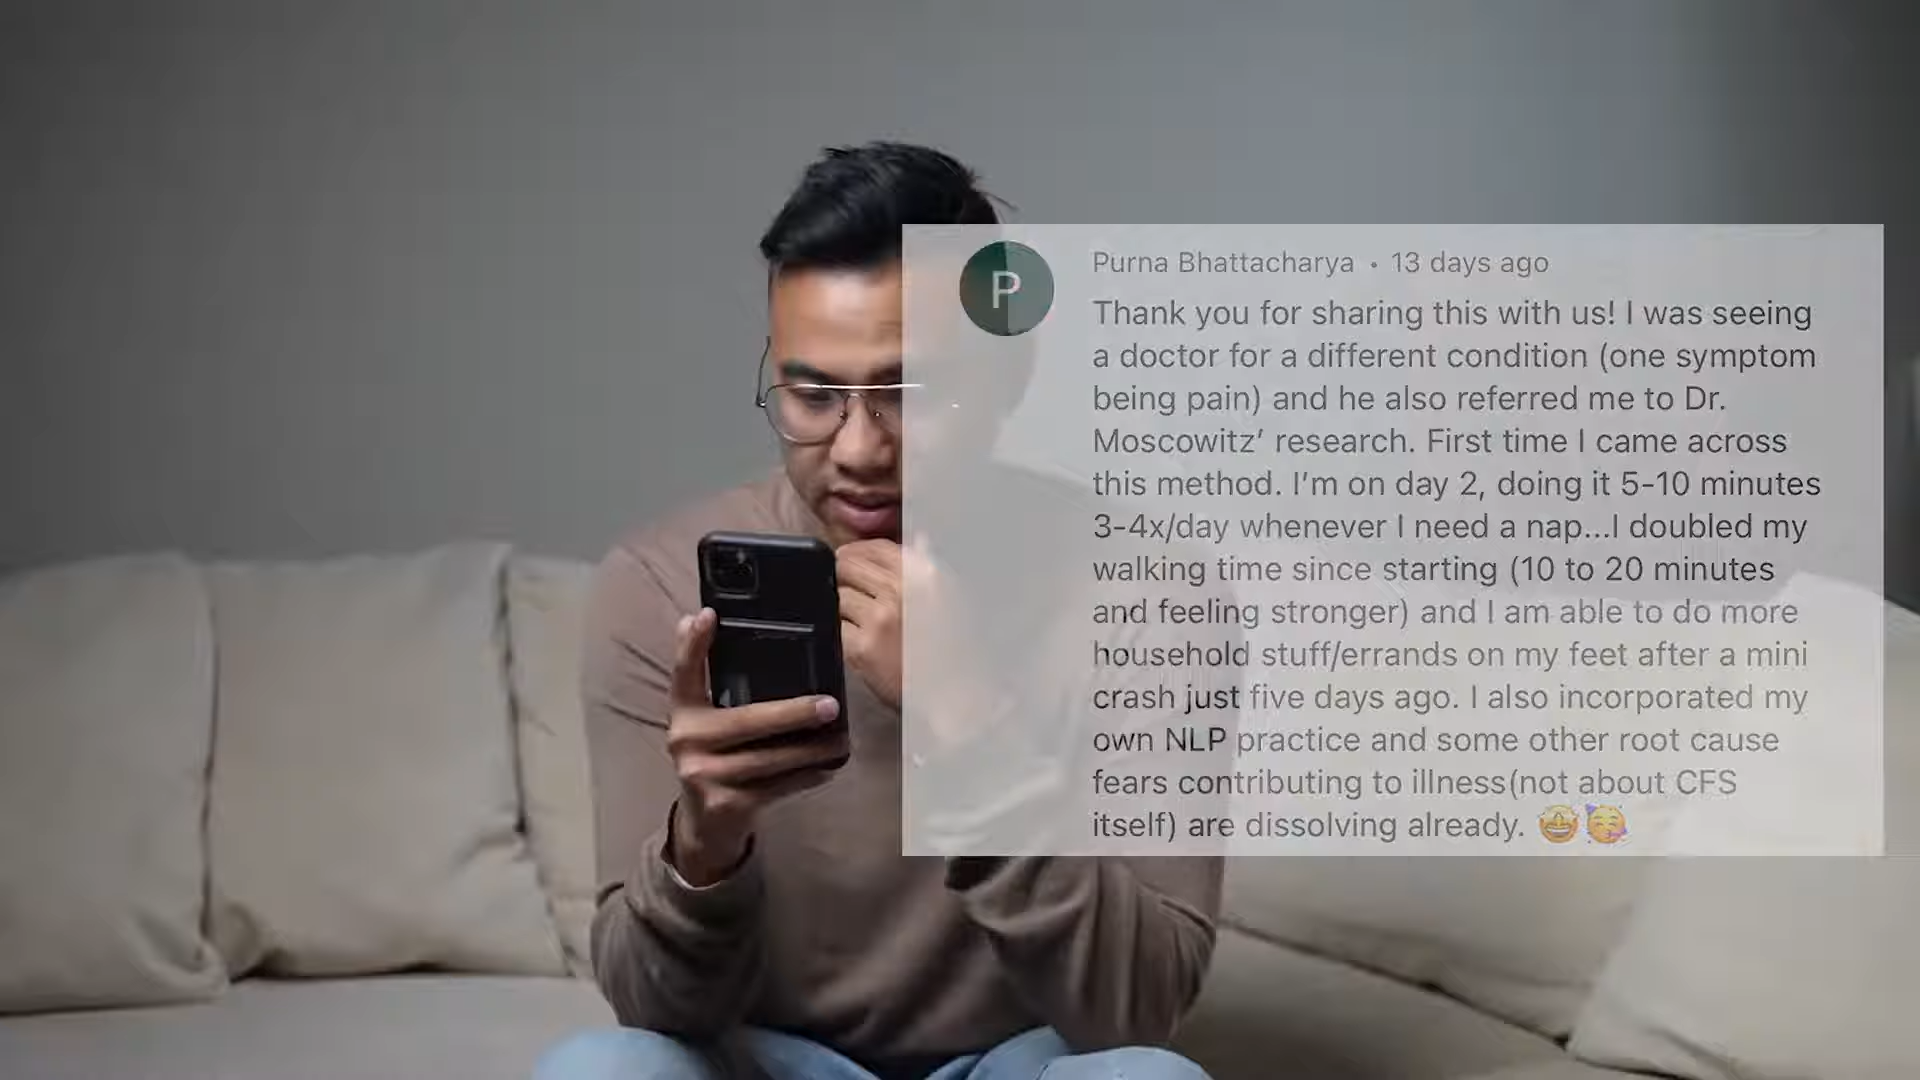 P
Purna Bhattacharya • 13 days ago
Thank you for sharing this with us! I was seeing
a doctor for a different condition (one symptom
being pain) and he also referred me to Dr.
Moscowitz’ research. First time I came across
this method. I’m on day 2, doing it 5-10 minutes
3-4x/day whenever I need a nap...I doubled my
walking time since starting (10 to 20 minutes
and feeling stronger) and I am able to do more
household stuff/errands on my feet after a mini
crash just five days ago. I also incorporated my
own NLP practice and some other root cause
fears contributing to illness(not about CFS
itself) are dissolving already. 🤩🥳